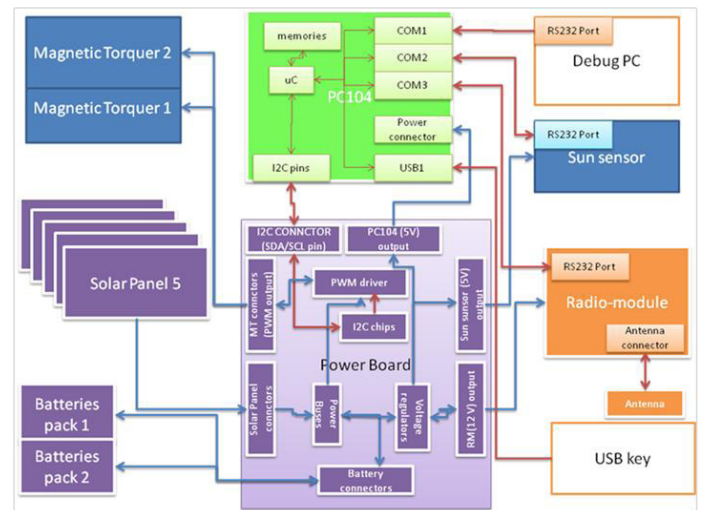 Magnetic Torquer 2
Magnetic Torquer 1
memories
uC
PC104
COM1
COM2
COM3
Power
connector
USB1
I2C pins
RS232 Port
Debug PC
RS232 Port
Sun sensor
Solar Panel 5
I2C CONNCTOR
(SDA/SCL pin)
PC104 (5V)
output
MT connctors
(PWM output)
PWM driver
I2C chips
Sun sunsor (5V)
output
Power Board
Solar Panel
connctors
Power
Buses
Voltage
regulators
RM(12 V) output
Battery
connectors
RS232 Port
Radio-module
Antenna
connector
Antenna
Batteries
pack 1
Batteries
pack 2
USB key